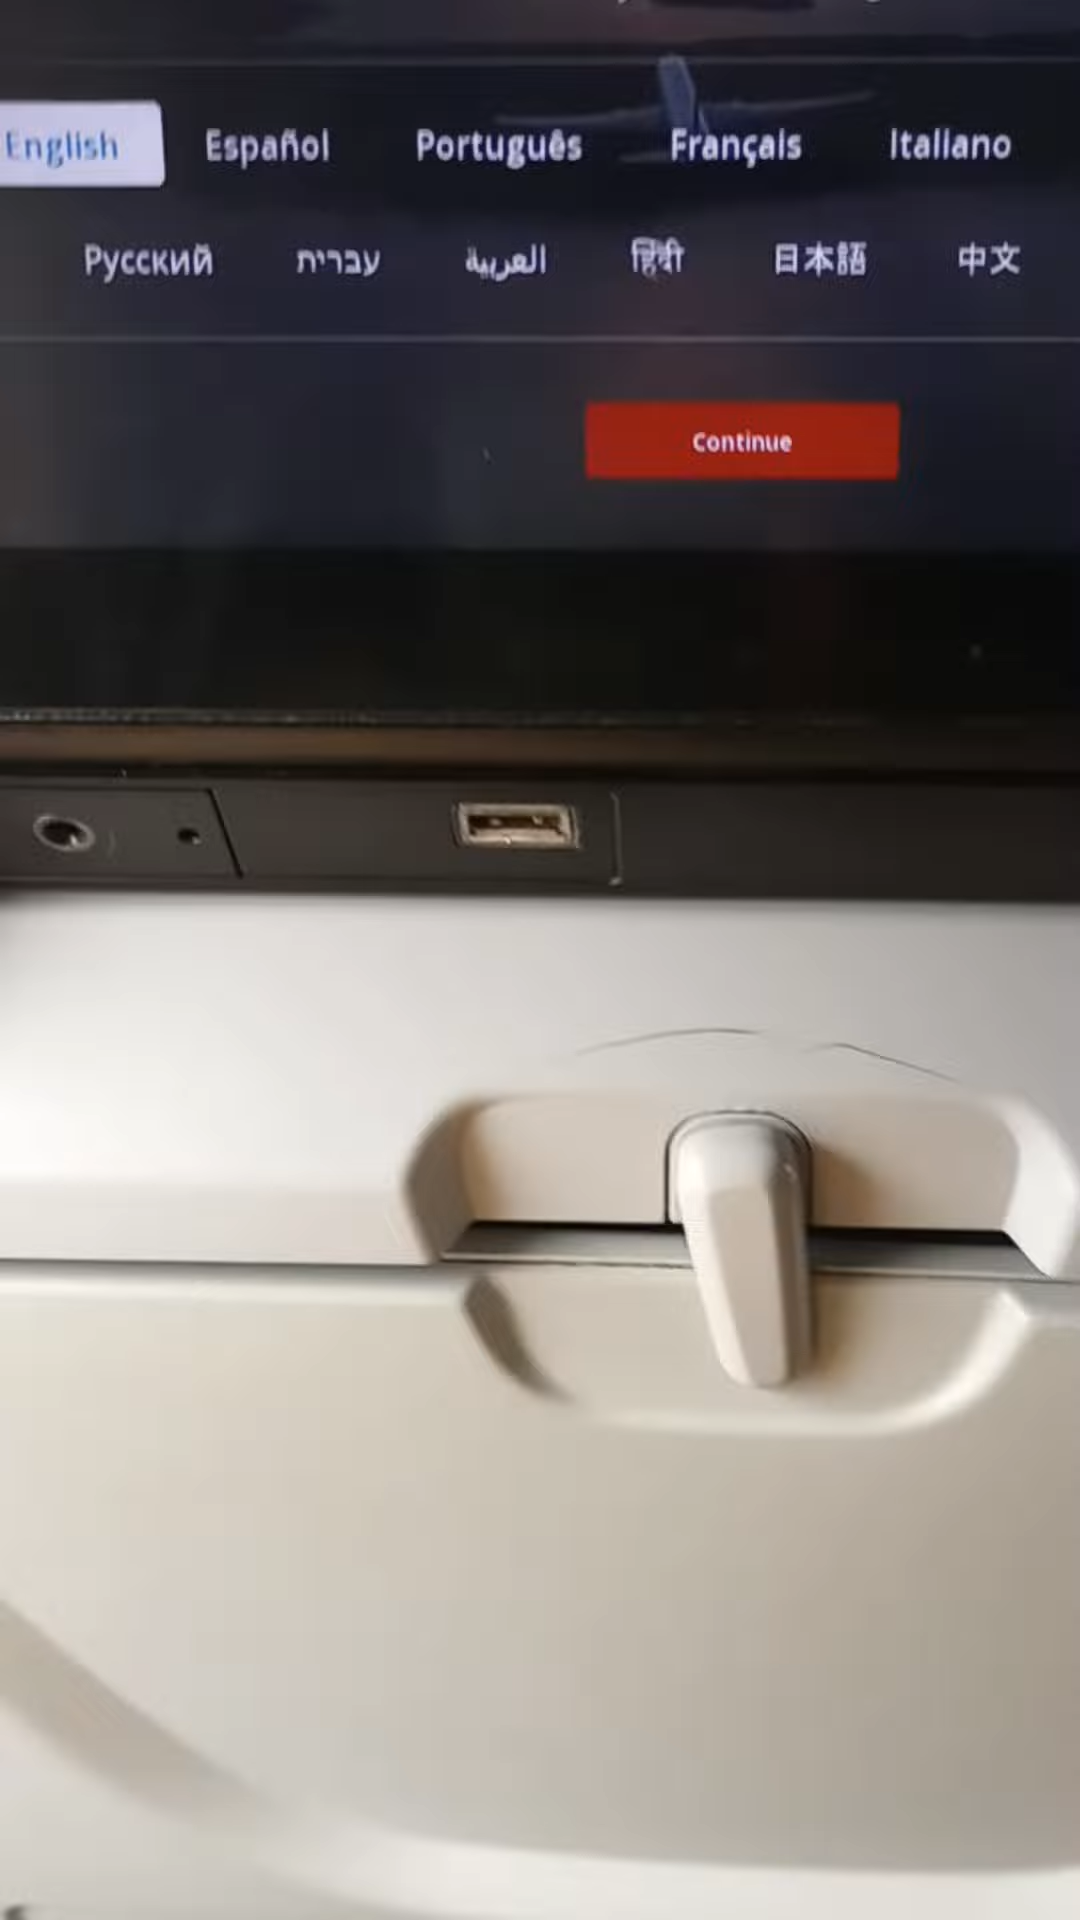 English Español Português Français Italiano
Русский עברית العربية हिंदी 日本語 中文
Continue